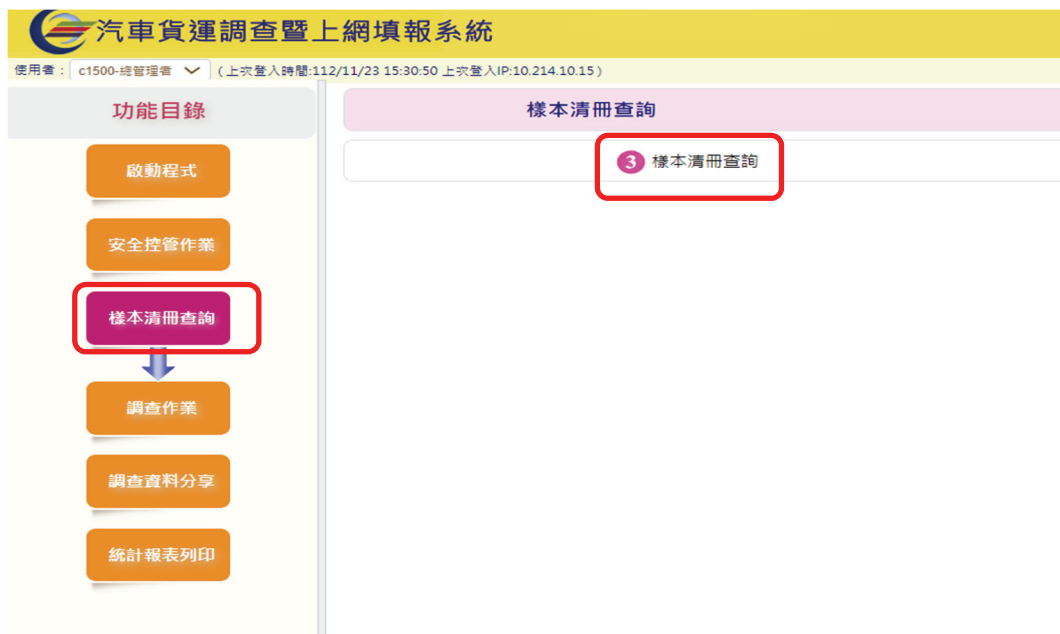 汽車貨運調查暨上網填報系統
使用者： c1500-總管理者 (上次登入時間:112/11/23 15:30:50 上次登入IP:10.214.10.15)
功能目錄
樣本清冊查詢
3 樣本清冊查詢
啟動程式
安全控管作業
樣本清冊查詢
調查作業
調查資料分享
統計報表列印